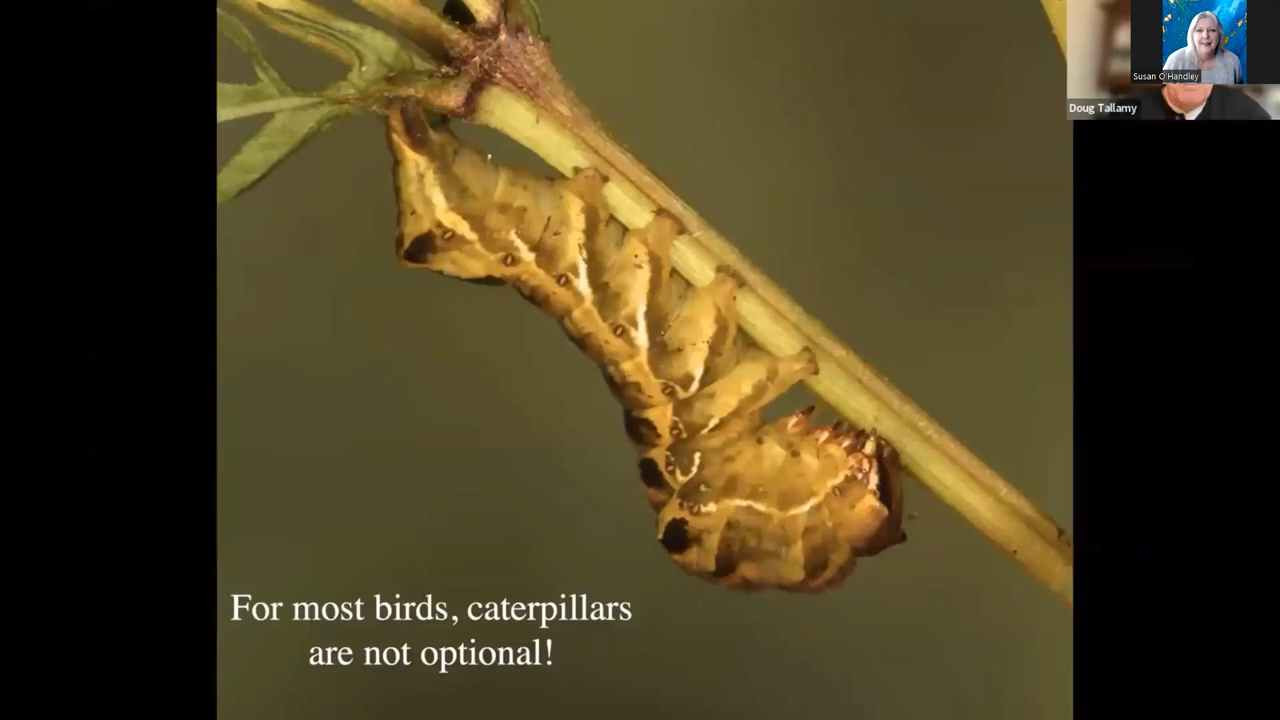 Susan O'Handley
Doug Tallamy
For most birds, caterpillars
are not optional!